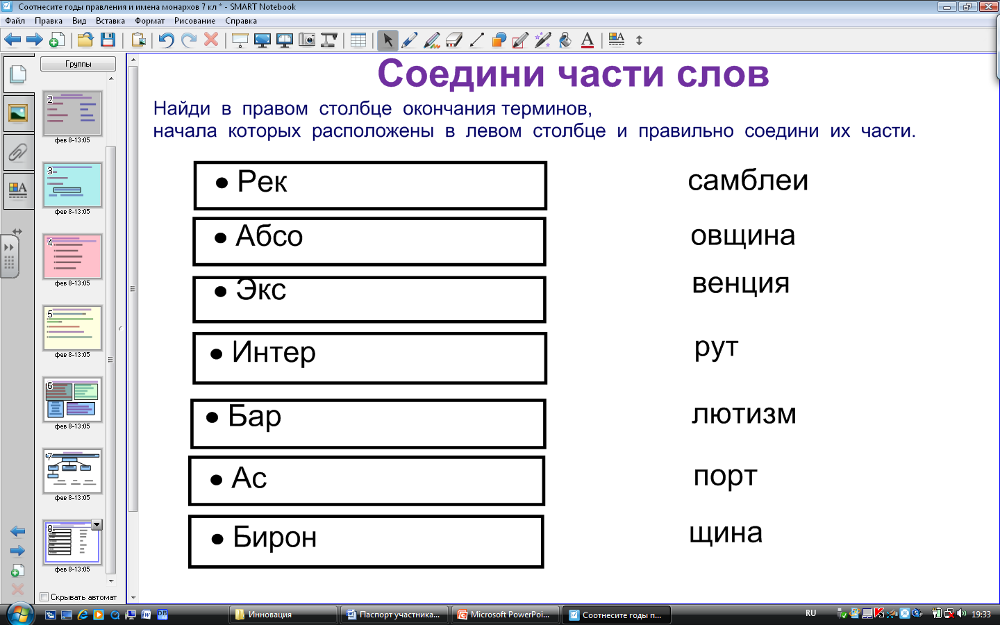 Соотнесите годы правления и имена монархов 7 кл * - SMART Notebook
Файл Правка Вид Вставка Формат Рисование Справка
Группы
2
фев 8-13:05
3
фев 8-13:05
4
фев 8-13:05
5
фев 8-13:05
6
фев 8-13:05
7
фев 8-13:05
8
фев 8-13:05
Скрывать автомат
Соедини части слов
Найди в правом столбце окончания терминов,
начала которых расположены в левом столбце и правильно соедини их части.
• Рек самблеи
• Абсо овщина
• Экс венция
• Интер рут
• Бар лютизм
• Ас порт
• Бирон щина
Инновация Паспорт участника... Microsoft PowerPoi... Соотнесите годы п... RU 19:33